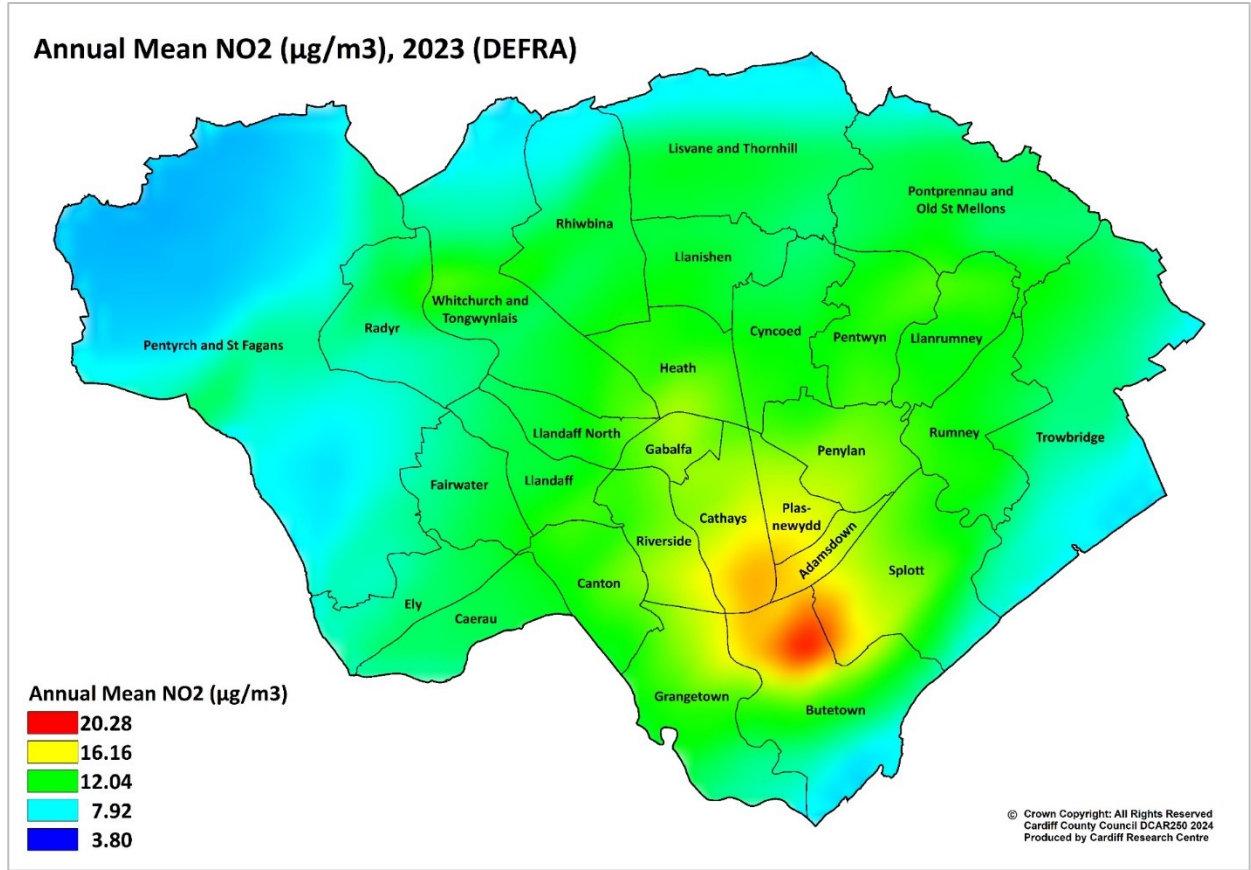 Annual Mean NO2 (µg/m3), 2023 (DEFRA)
Lisvane and Thornhill
Pontprennau and
Old St Mellons
Rhiwbina
Llanishen
Whitchurch and
Tongwynlais
Radyr
Cyncoed
Pentwyn
Llanrumney
Pentyrch and St Fagans
Heath
Llandaff North
Gabalfa
Penylan
Rumney
Trowbridge
Fairwater
Llandaff
Cathays
Plas-
newydd
Riverside
Adamsdown
Splott
Canton
Ely
Caerau
Grangetown
Butetown
Annual Mean NO2 (µg/m3)
20.28
16.16
12.04
7.92
3.80
© Crown Copyright: All Rights Reserved
Cardiff County Council DCAR250 2024
Produced by Cardiff Research Centre